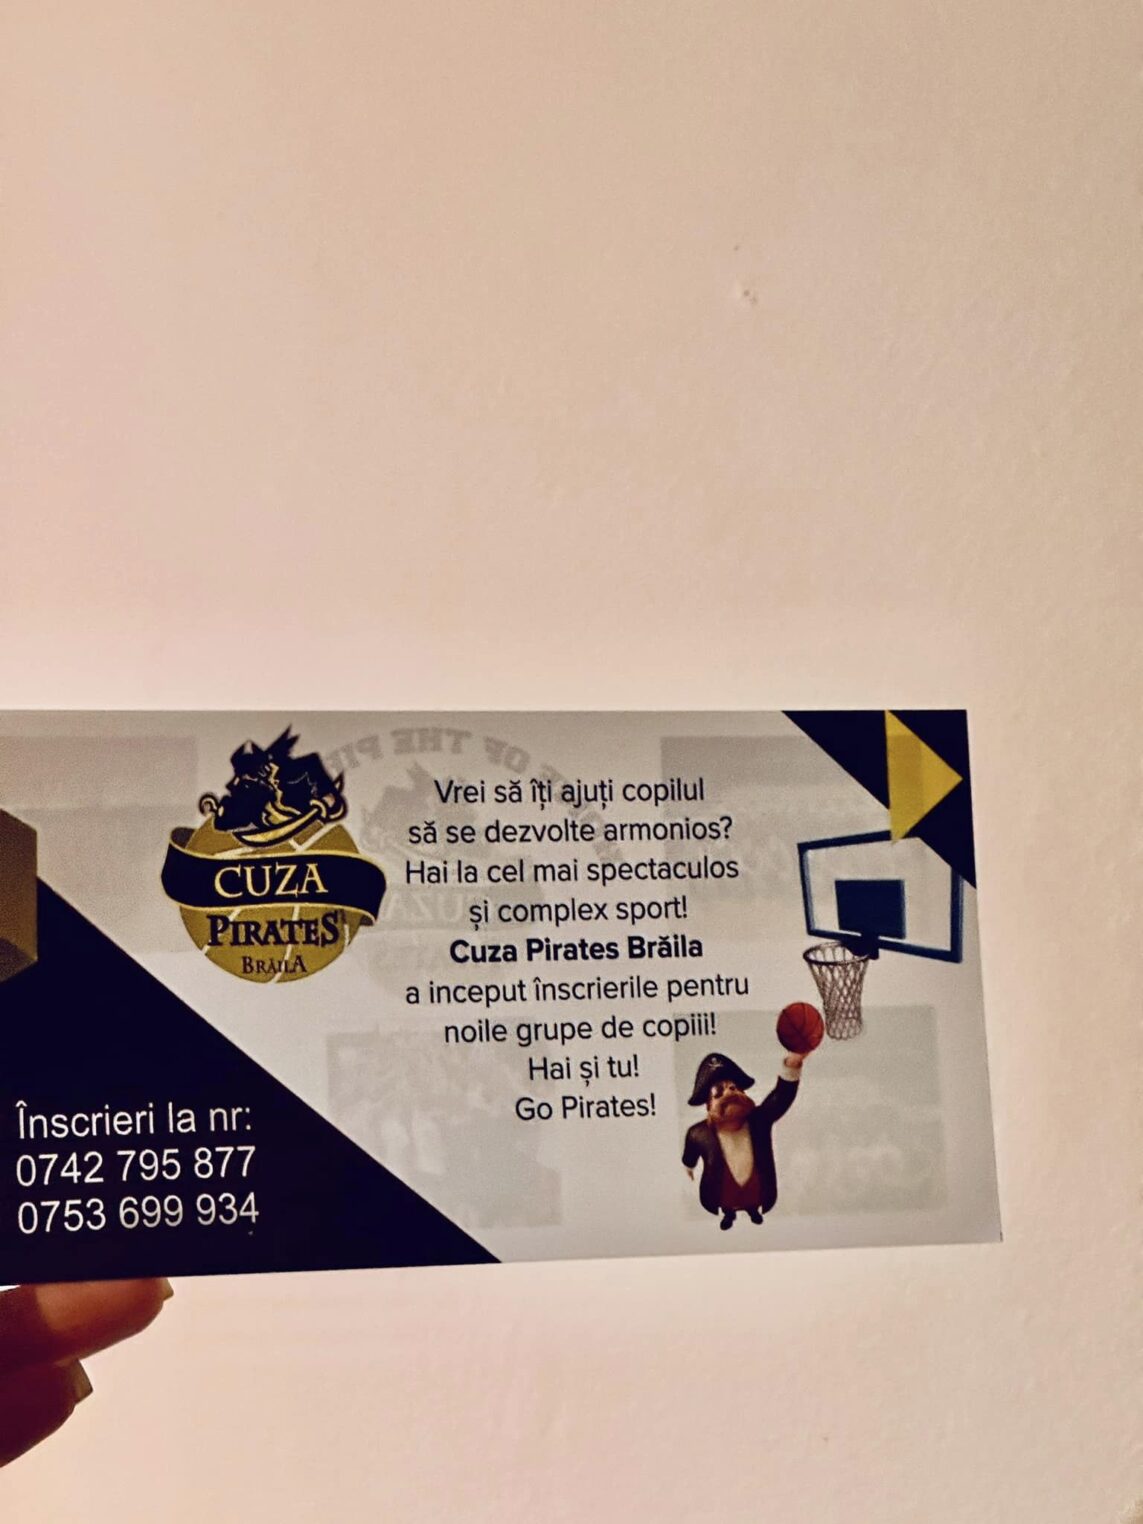 CUZA
PIRATES
BRĂILA
Vrei să îți ajuți copilul
să se dezvolte armonios?
Hai la cel mai spectaculos
și complex sport!
Cuza Pirates Brăila
a inceput înscrierile pentru
noile grupe de copiii!
Hai și tu!
Go Pirates!
Înscrieri la nr:
0742 795 877
0753 699 934